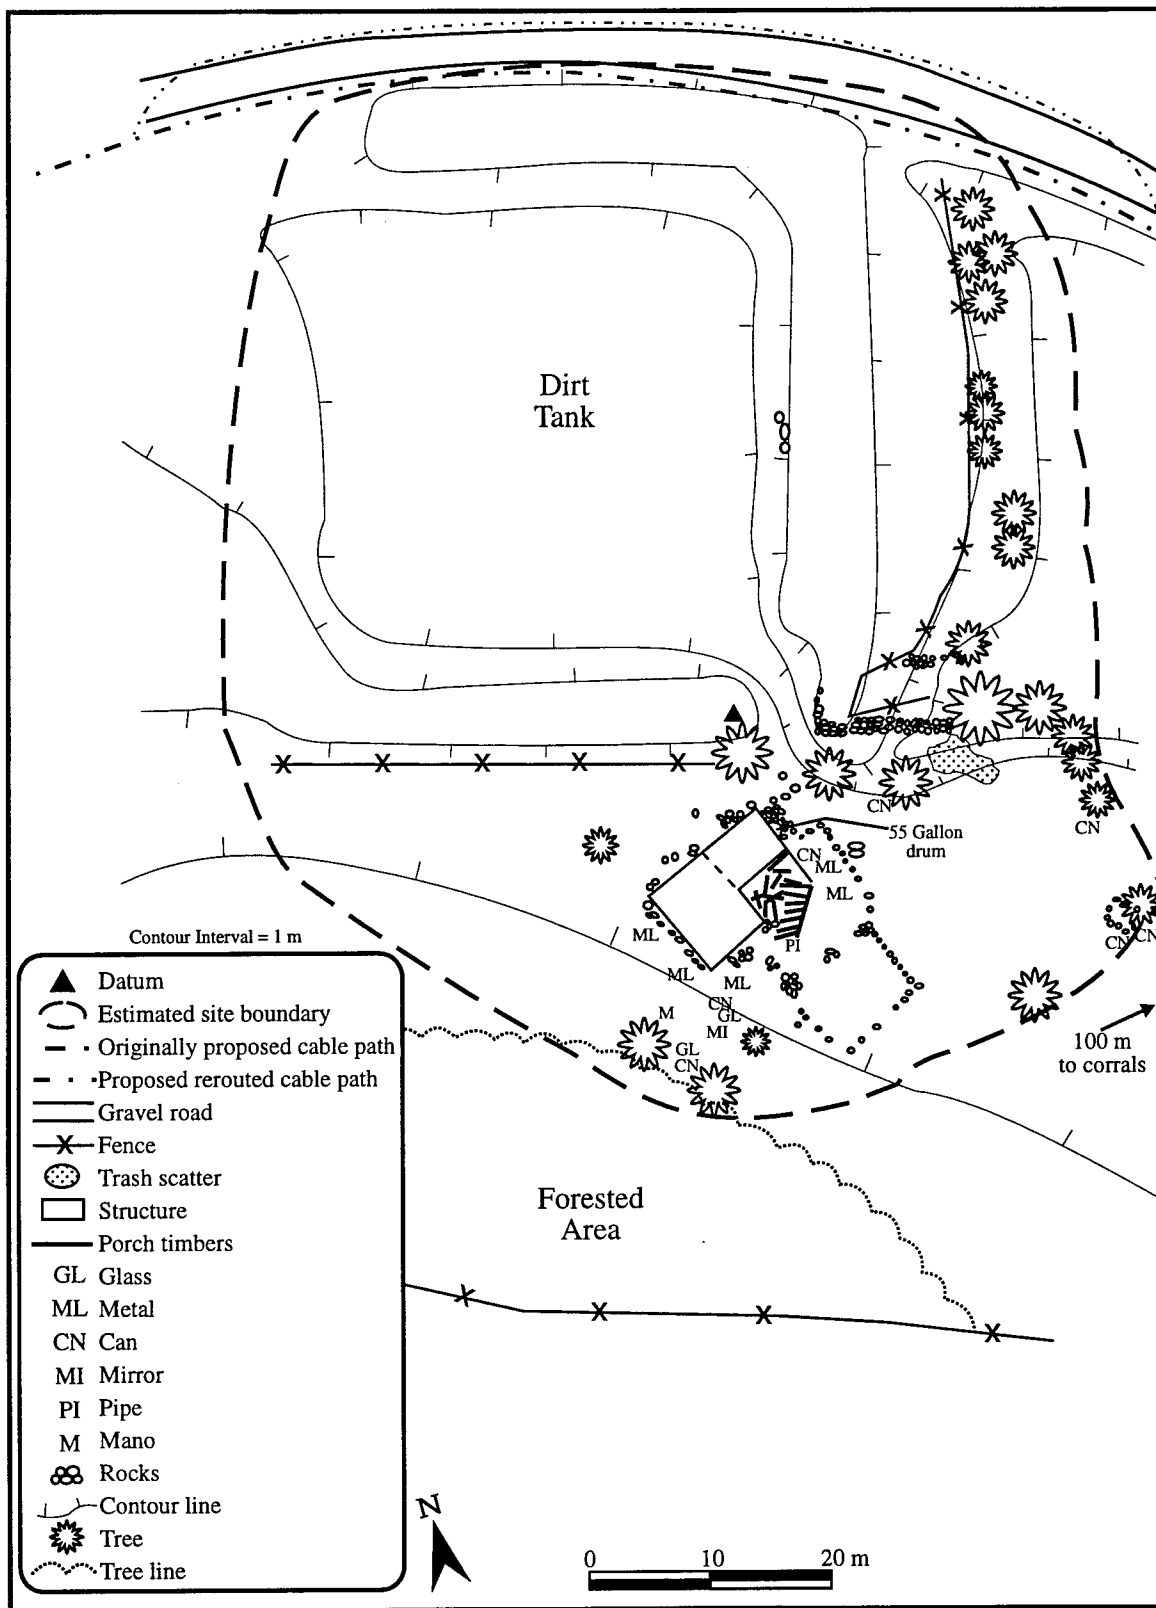 Dirt
Tank
CN
CN
55 Gallon
drum
CN
ML
ML
ML
PI
CN
CN
ML
ML
CN
GL
M
MI
GL
CN
100 m
to corrals
Contour Interval = 1 m
Datum
Estimated site boundary
Originally proposed cable path
Proposed rerouted cable path
Gravel road
X Fence
Trash scatter
Structure
Porch timbers
GL Glass
ML Metal
CN Can
MI Mirror
PI Pipe
M Mano
Rocks
Contour line
Tree
Tree line
Forested
Area
N
0 10 20 m